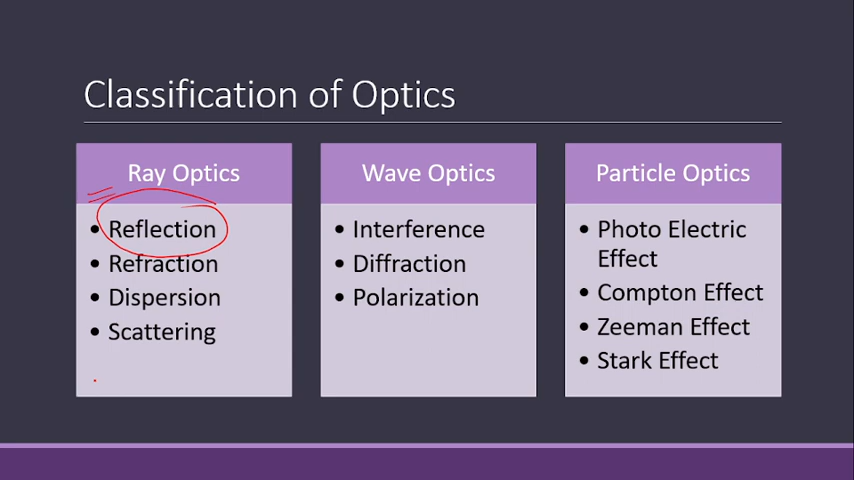 Classification of Optics
Ray Optics
• Reflection
• Refraction
• Dispersion
• Scattering
Wave Optics
• Interference
• Diffraction
• Polarization
Particle Optics
• Photo Electric
Effect
• Compton Effect
• Zeeman Effect
• Stark Effect